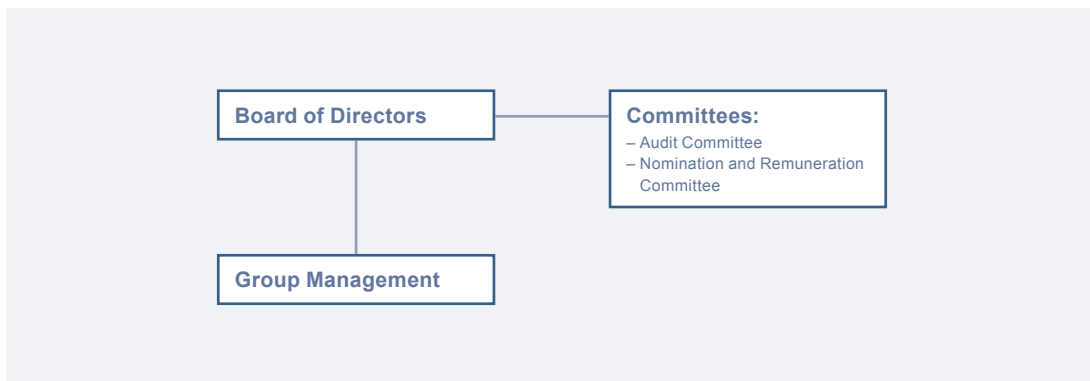 Board of Directors
Committees:
– Audit Committee
– Nomination and Remuneration
Committee
Group Management